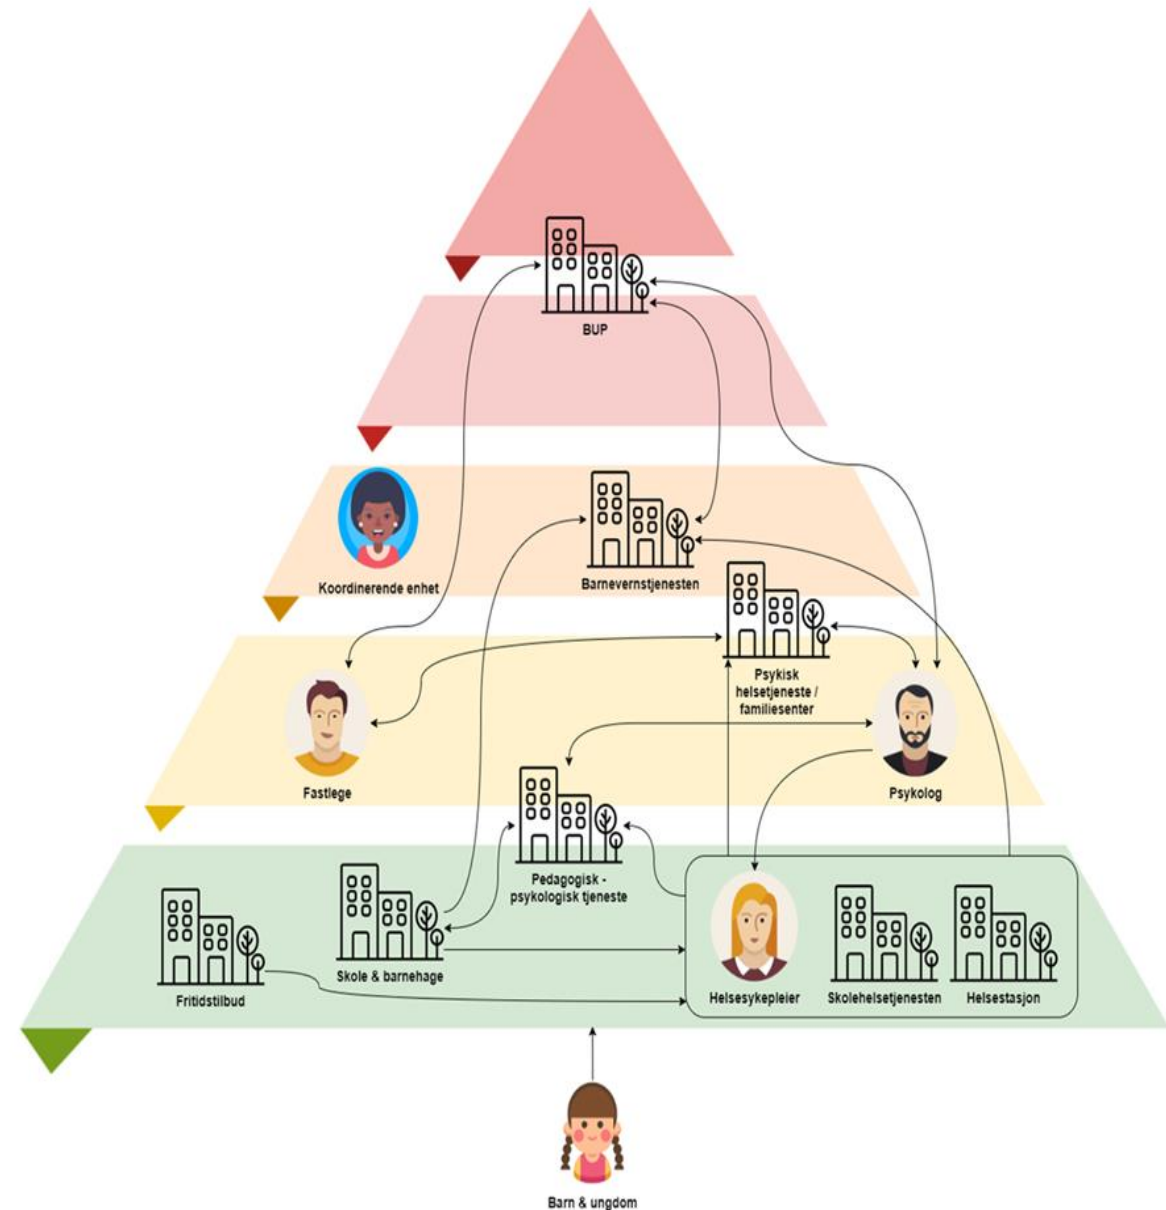 BUP
Koordinerende enhet
Barnevernstjenesten
Psykisk
helsetjeneste /
familiesenter
Fastlege
Psykolog
Pedagogisk -
psykologisk tjeneste
Skole & barnehage
Fritidstilbud
Helsesykepleier
Skolehelsetjenesten
Helsestasjon
Barn & ungdom